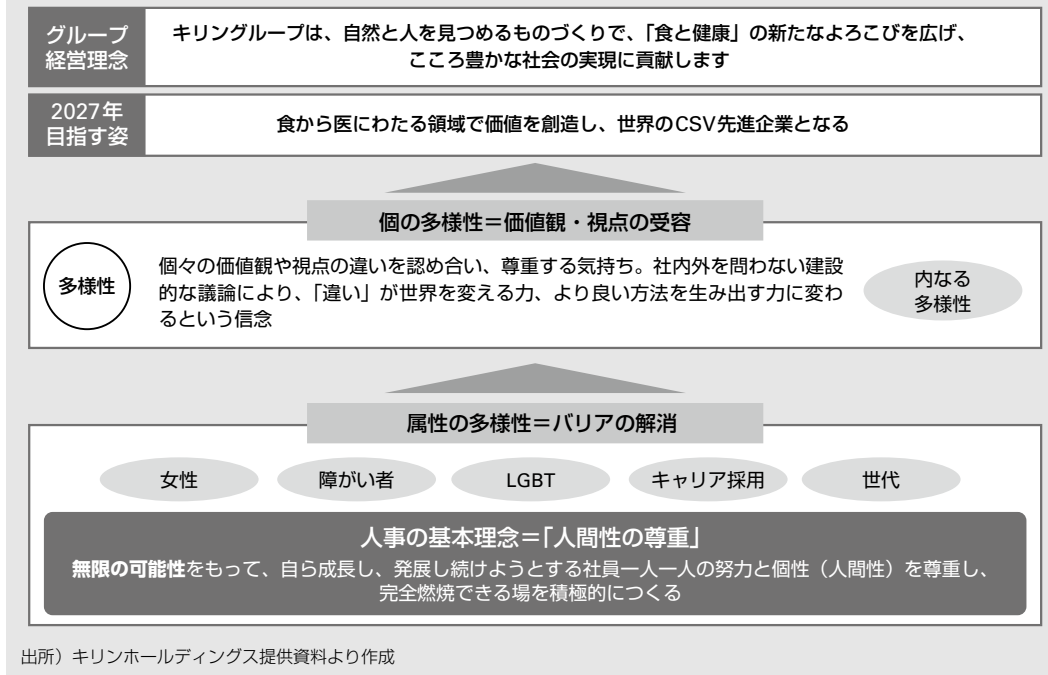 グループ
経営理念
キリングループは、自然と人を見つめるものづくりで、「食と健康」の新たなよろこびを広げ、
こころ豊かな社会の実現に貢献します
2027年
目指す姿
食から医にわたる領域で価値を創造し、世界のCSV先進企業となる
個の多様性＝価値観・視点の受容
多様性
個々の価値観や視点の違いを認め合い、尊重する気持ち。社内外を問わない建設
的な議論により、「違い」が世界を変える力、より良い方法を生み出す力に変わ
るという信念
内なる
多様性
属性の多様性＝バリアの解消
女性
障がい者
LGBT
キャリア採用
世代
人事の基本理念＝「人間性の尊重」
無限の可能性をもって、自ら成長し、発展し続けようとする社員一人一人の努力と個性（人間性）を尊重し、
完全燃焼できる場を積極的につくる
出所）キリンホールディングス提供資料より作成